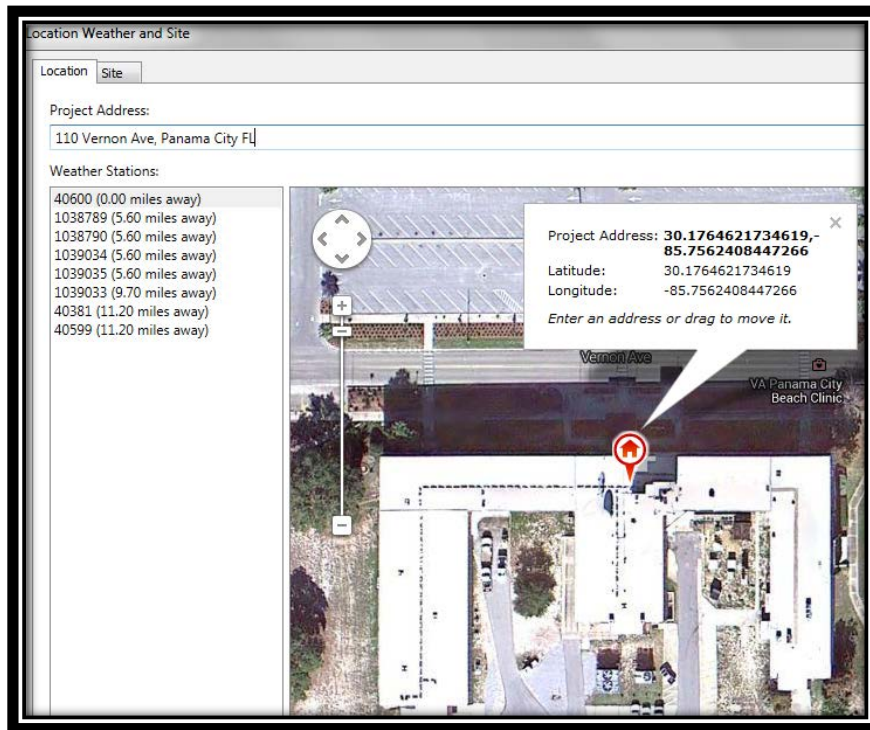 Location Weather and Site
Location
Site
Project Address:
110 Vernon Ave, Panama City FL
Weather Stations:
40600 (0.00 miles away)
1038789 (5.60 miles away)
1038790 (5.60 miles away)
1039034 (5.60 miles away)
1039035 (5.60 miles away)
1039033 (9.70 miles away)
40381 (11.20 miles away)
40599 (11.20 miles away)
Project Address: 30.1764621734619,-
85.7562408447266
Latitude: 30.1764621734619
Longitude: -85.7562408447266
Enter an address or drag to move it.
Vernon Ave
VA Panama City
Beach Clinic